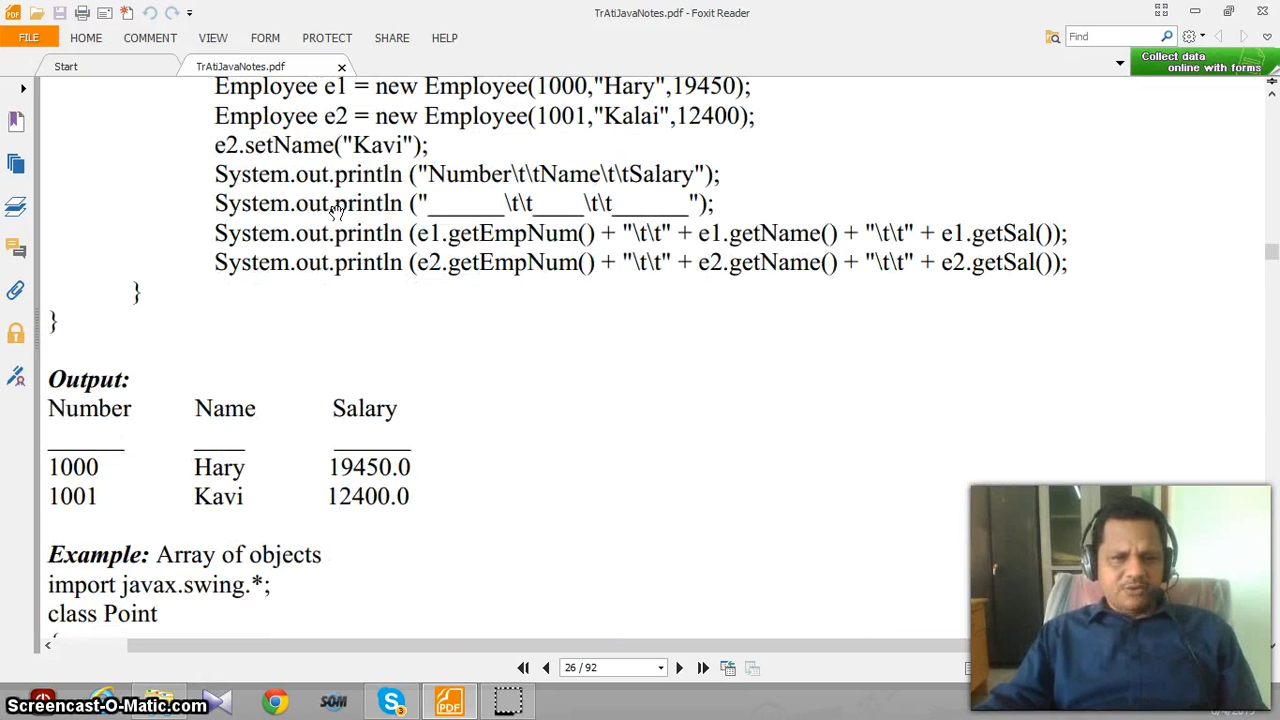 TrAtiJavaNotes.pdf - Foxit Reader
FILE HOME COMMENT VIEW FORM PROTECT SHARE HELP Find
Start TrAtiJavaNotes.pdf
Collect data
online with forms
Employee e1 = new Employee(1000,"Hary",19450);
Employee e2 = new Employee(1001,"Kalai",12400);
e2.setName("Kavi");
System.out.println ("Number\t\tName\t\tSalary");
System.out.println ("______\t\t____\t\t______");
System.out.println (e1.getEmpNum() + "\t\t" + e1.getName() + "\t\t" + e1.getSal());
System.out.println (e2.getEmpNum() + "\t\t" + e2.getName() + "\t\t" + e2.getSal());
}
}
Output:
Number Name Salary
______ ____ ______
1000 Hary 19450.0
1001 Kavi 12400.0
Example: Array of objects
import javax.swing.*;
class Point
26 / 92
SOM
Screencast-O-Matic.com